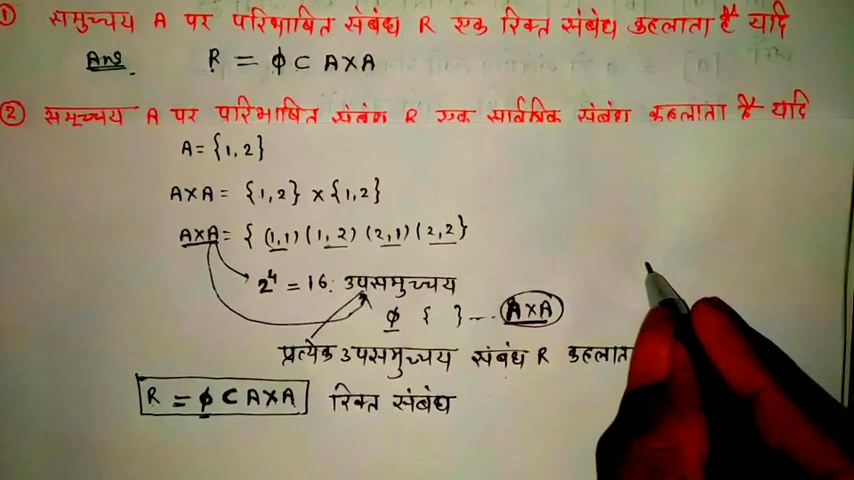 ① समुच्चय A पर परिभाषित संबंध R एक रिक्त संबंध कहलाता है यदि
Ans. R = ϕ ⊂ A×A
② समुच्चय A पर परिभाषित संबंध R एक सार्वत्रिक संबंध कहलाता है यदि
A = {1,2}
A×A = {1,2} × {1,2}
A×A = { (1,1) (1,2) (2,1) (2,2}
2⁴ = 16: उपसमुच्चय
ϕ { } --- A×A
प्रत्येक उपसमुच्चय संबंध R कहलाता
R = ϕ ⊂ A×A रिक्त संबंध